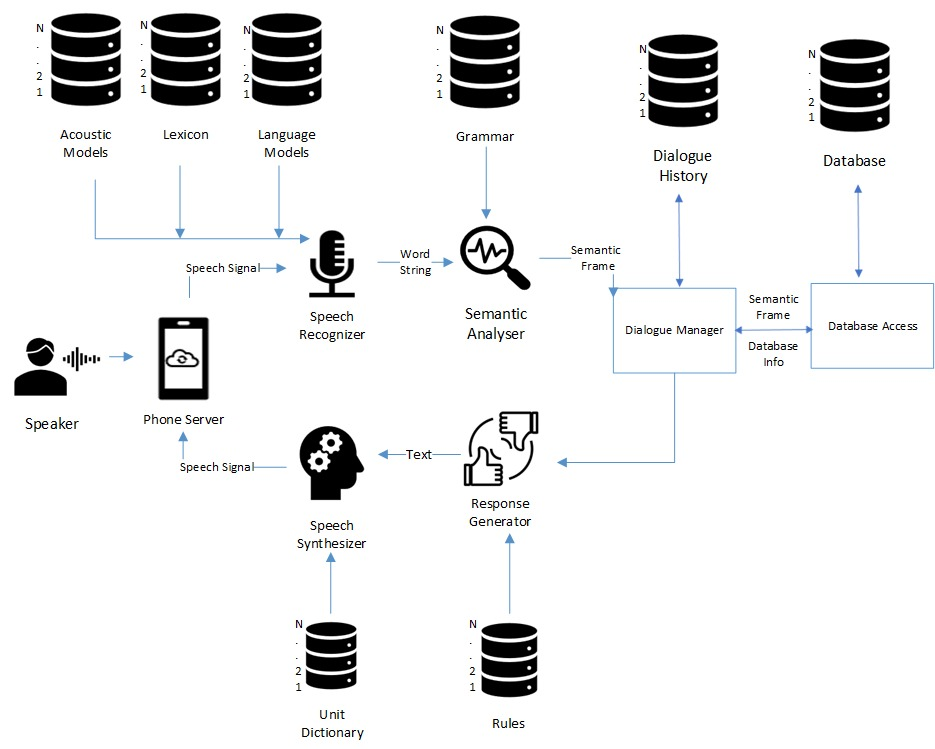 N
.
.
2
1
N
.
.
2
1
N
.
.
2
1
N
.
.
2
1
N
.
.
2
1
N
.
.
2
1
Acoustic
Models
Lexicon
Language
Models
Grammar
Dialogue
History
Database
Speech Signal
Word
String
Semantic
Frame
Speech
Recognizer
Semantic
Analyser
Dialogue Manager
Semantic
Frame
Database
Info
Database Access
Speaker
Phone Server
Speech Signal
Text
Speech
Synthesizer
Response
Generator
N
.
.
2
1
N
.
.
2
1
Unit
Dictionary
Rules